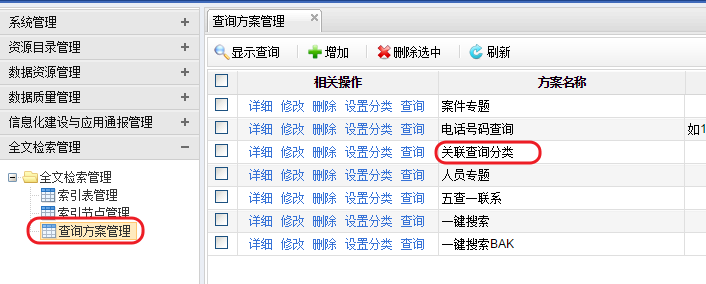 系统管理
资源目录管理
数据资源管理
数据质量管理
信息化建设与应用通报管理
全文检索管理
全文检索管理
索引表管理
索引节点管理
查询方案管理
查询方案管理
显示查询 增加 删除选中 刷新
相关操作 方案名称
详细 修改 删除 设置分类 查询 案件专题
详细 修改 删除 设置分类 查询 电话号码查询 如1
详细 修改 删除 设置分类 查询 关联查询分类
详细 修改 删除 设置分类 查询 人员专题
详细 修改 删除 设置分类 查询 五查一联系
详细 修改 删除 设置分类 查询 一键搜索
详细 修改 删除 设置分类 查询 一键搜索BAK